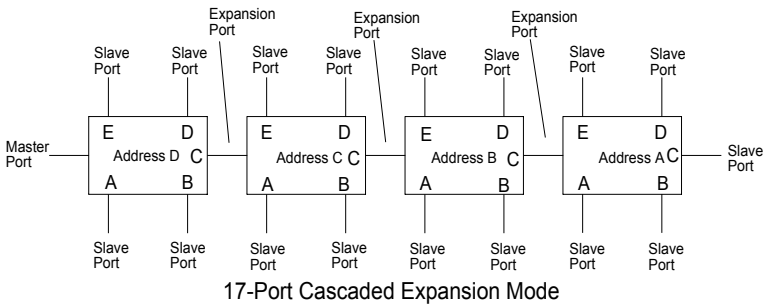 Expansion
Port
Expansion
Port
Expansion
Port
Slave
Port
Slave
Port
Slave
Port
Slave
Port
Slave
Port
Slave
Port
Slave
Port
Slave
Port
E D
E D
E D
E D
Master
Port
Address D C
Address C C
Address B C
Address A C
Slave
Port
A B
A B
A B
A B
Slave
Port
Slave
Port
Slave
Port
Slave
Port
Slave
Port
Slave
Port
Slave
Port
Slave
Port
17-Port Cascaded Expansion Mode